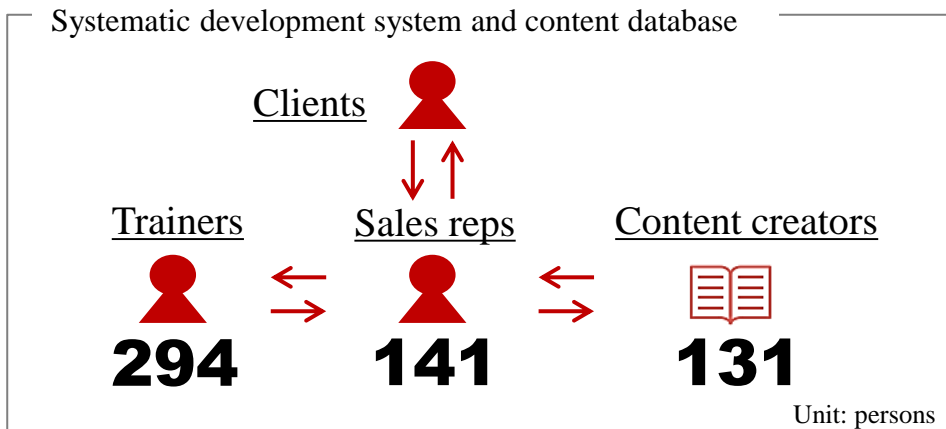 Systematic development system and content database
Clients
Trainers
Sales reps
Content creators
294
141
131
Unit: persons